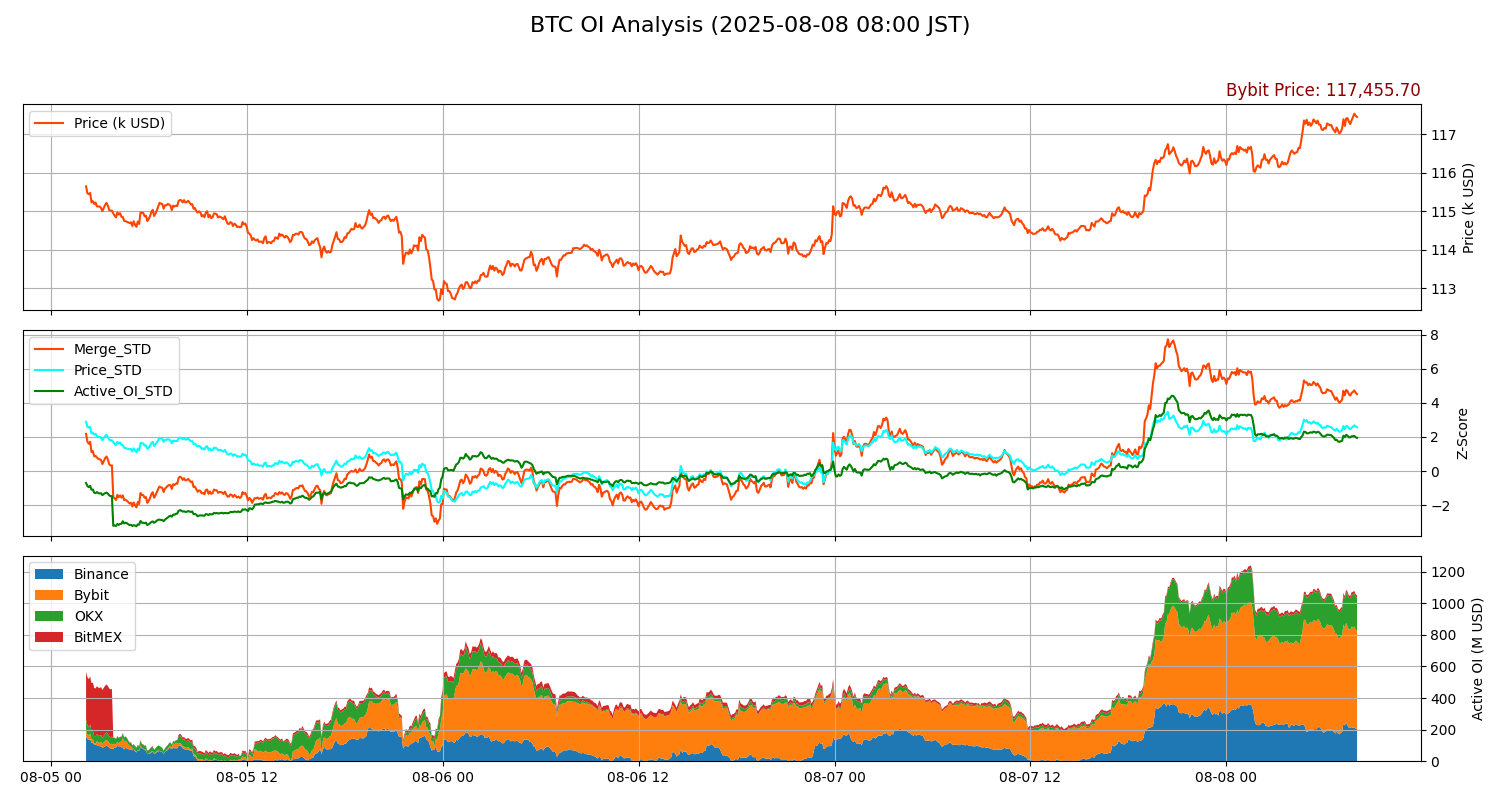 BTC OI Analysis (2025-08-08 08:00 JST)
Bybit Price: 117,455.70
Price (k USD)
117
116
115
114
113
Price (k USD)
Merge_STD
Price_STD
Active_OI_STD
8
6
4
2
0
−2
Z-Score
Binance
Bybit
OKX
BitMEX
1200
1000
800
600
400
200
0
Active OI (M USD)
08-05 00
08-05 12
08-06 00
08-06 12
08-07 00
08-07 12
08-08 00